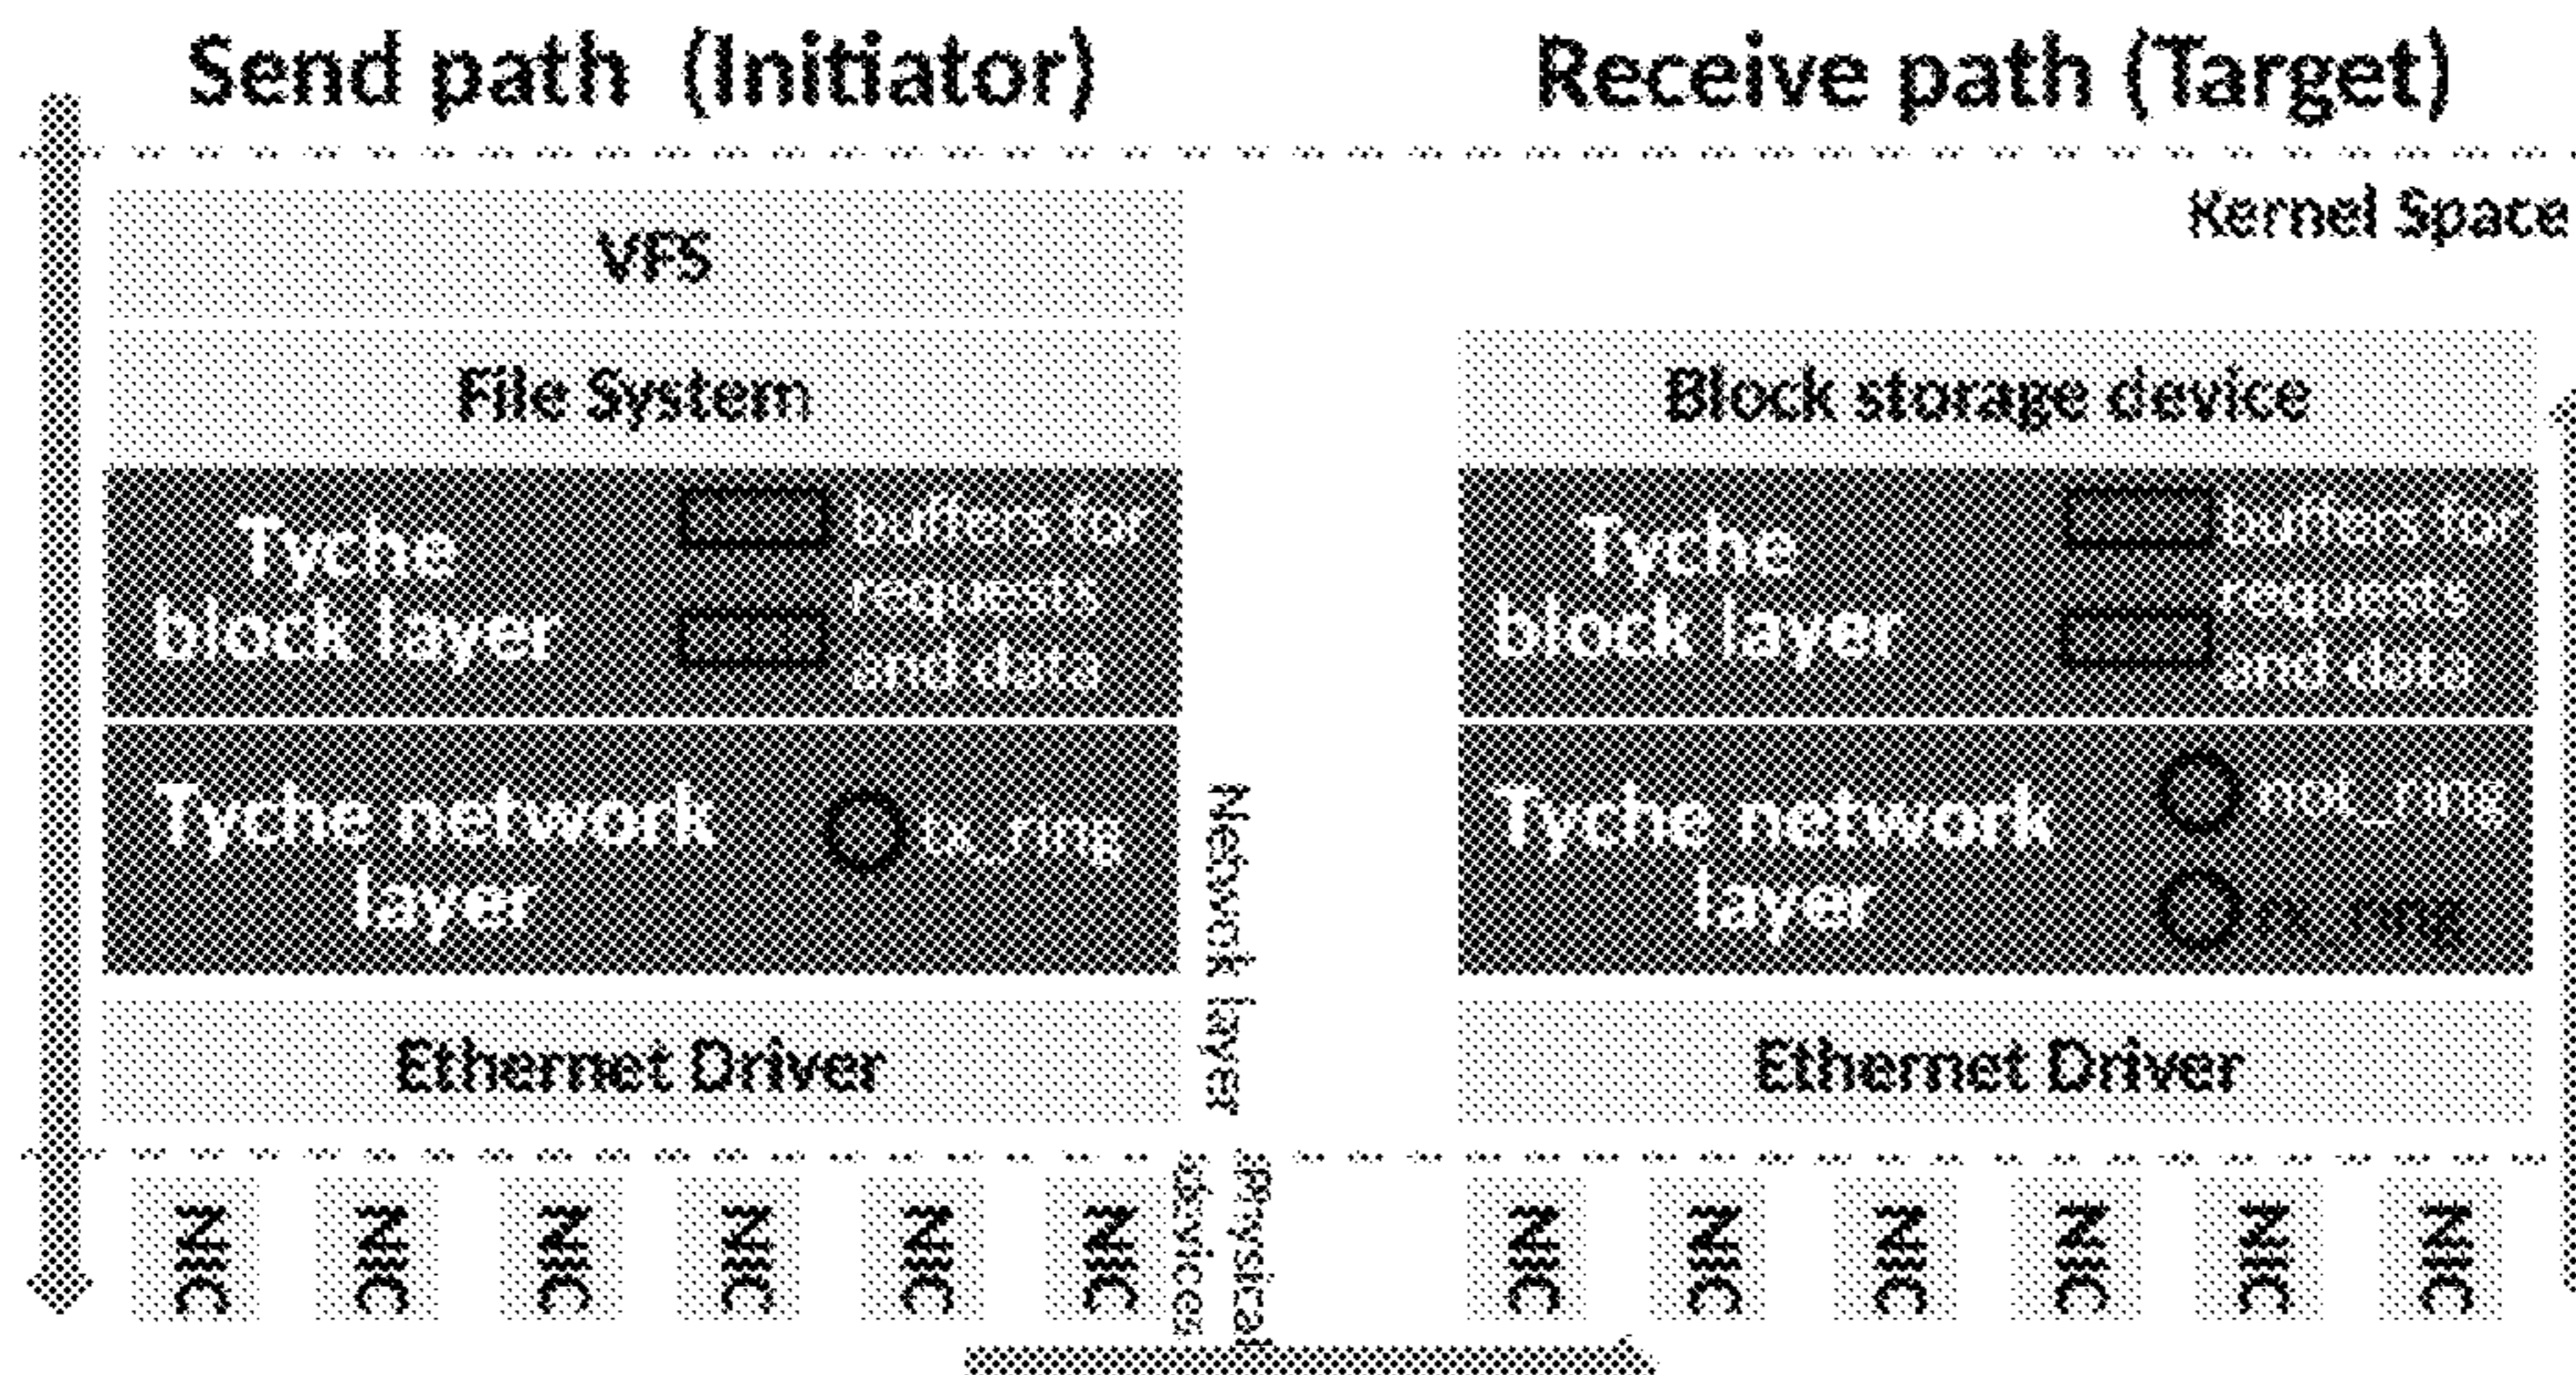 Send path (Initiator)
Receive path (Target)
Kernel Space
VFS
File System
Tyche
block layer
buffers for
requests
and data
Tyche network
layer
tx_ring
Ethernet Driver
NIC
NIC
NIC
NIC
NIC
NIC
Network layer
Physical
devices
Block storage device
Tyche
block layer
buffers for
requests
and data
Tyche network
layer
not_ring
rx_ring
Ethernet Driver
NIC
NIC
NIC
NIC
NIC
NIC